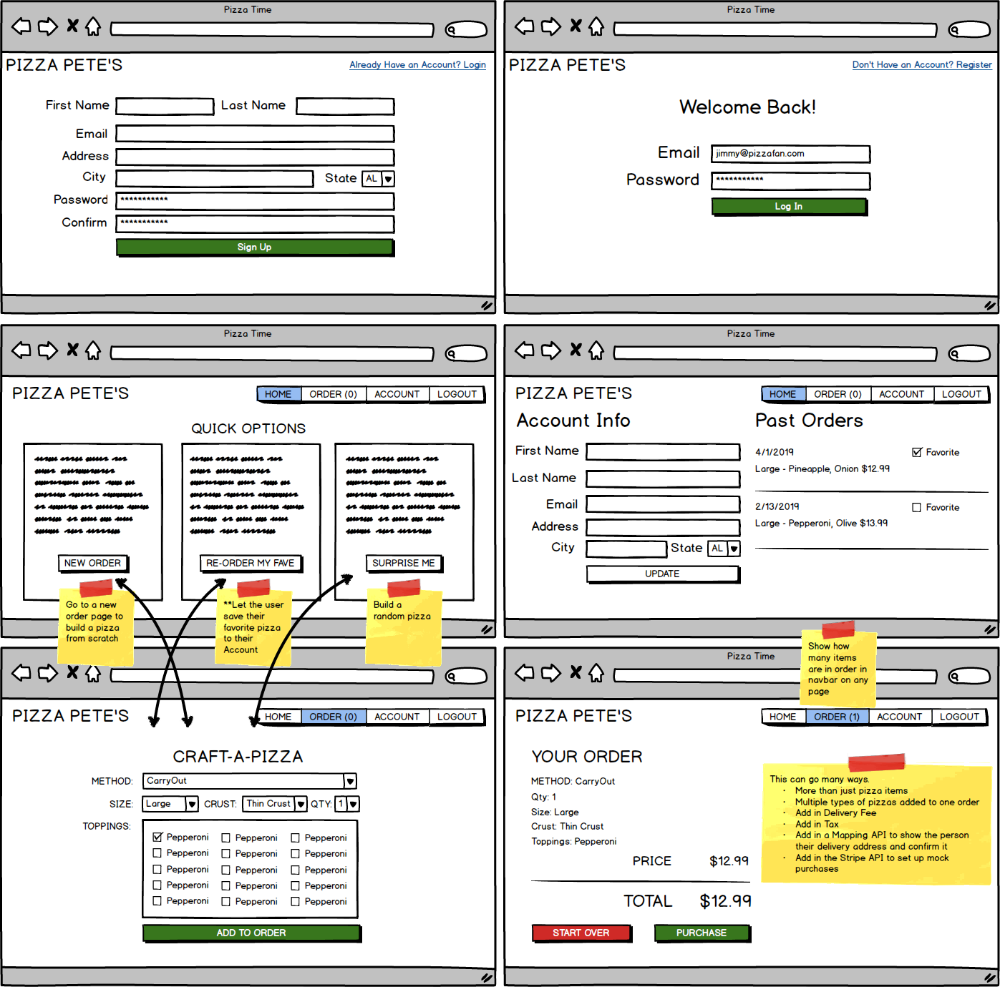 Pizza Time
PIZZA PETE'S
Already Have an Account? Login
First Name
Last Name
Email
Address
City
State
AL
Password
***********
Confirm
***********
Sign Up
Pizza Time
PIZZA PETE'S
Don't Have an Account? Register
Welcome Back!
Email
jimmy@pizzafan.com
Password
***********
Log In
Pizza Time
PIZZA PETE'S
HOME
ORDER (0)
ACCOUNT
LOGOUT
QUICK OPTIONS
NEW ORDER
RE-ORDER MY FAVE
SURPRISE ME
Go to a new
order page to
build a pizza
from scratch
**Let the user
save their
favorite pizza
to their
Account
Build a
random pizza
Pizza Time
PIZZA PETE'S
HOME
ORDER (0)
ACCOUNT
LOGOUT
Account Info
First Name
Last Name
Email
Address
City
State
AL
UPDATE
Past Orders
4/1/2019
Favorite
Large - Pineapple, Onion $12.99
2/13/2019
Favorite
Large - Pepperoni, Olive $13.99
PIZZA PETE'S
HOME
ORDER (0)
ACCOUNT
LOGOUT
CRAFT-A-PIZZA
METHOD:
CarryOut
SIZE:
Large
CRUST:
Thin Crust
QTY:
1
TOPPINGS:
Pepperoni Pepperoni Pepperoni
Pepperoni Pepperoni Pepperoni
Pepperoni Pepperoni Pepperoni
Pepperoni Pepperoni Pepperoni
Pepperoni Pepperoni Pepperoni
ADD TO ORDER
Pizza Time
Show how
many items
are in order in
navbar on any
page
PIZZA PETE'S
HOME
ORDER (1)
ACCOUNT
LOGOUT
YOUR ORDER
METHOD: CarryOut
Qty: 1
Size: Large
Crust: Thin Crust
Toppings: Pepperoni
PRICE $12.99
TOTAL $12.99
START OVER
PURCHASE
This can go many ways.
• More than just pizza items
• Multiple types of pizzas added to one order
• Add in Delivery Fee
• Add in Tax
• Add in a Mapping API to show the person
their delivery address and confirm it
• Add in the Stripe API to set up mock
purchases